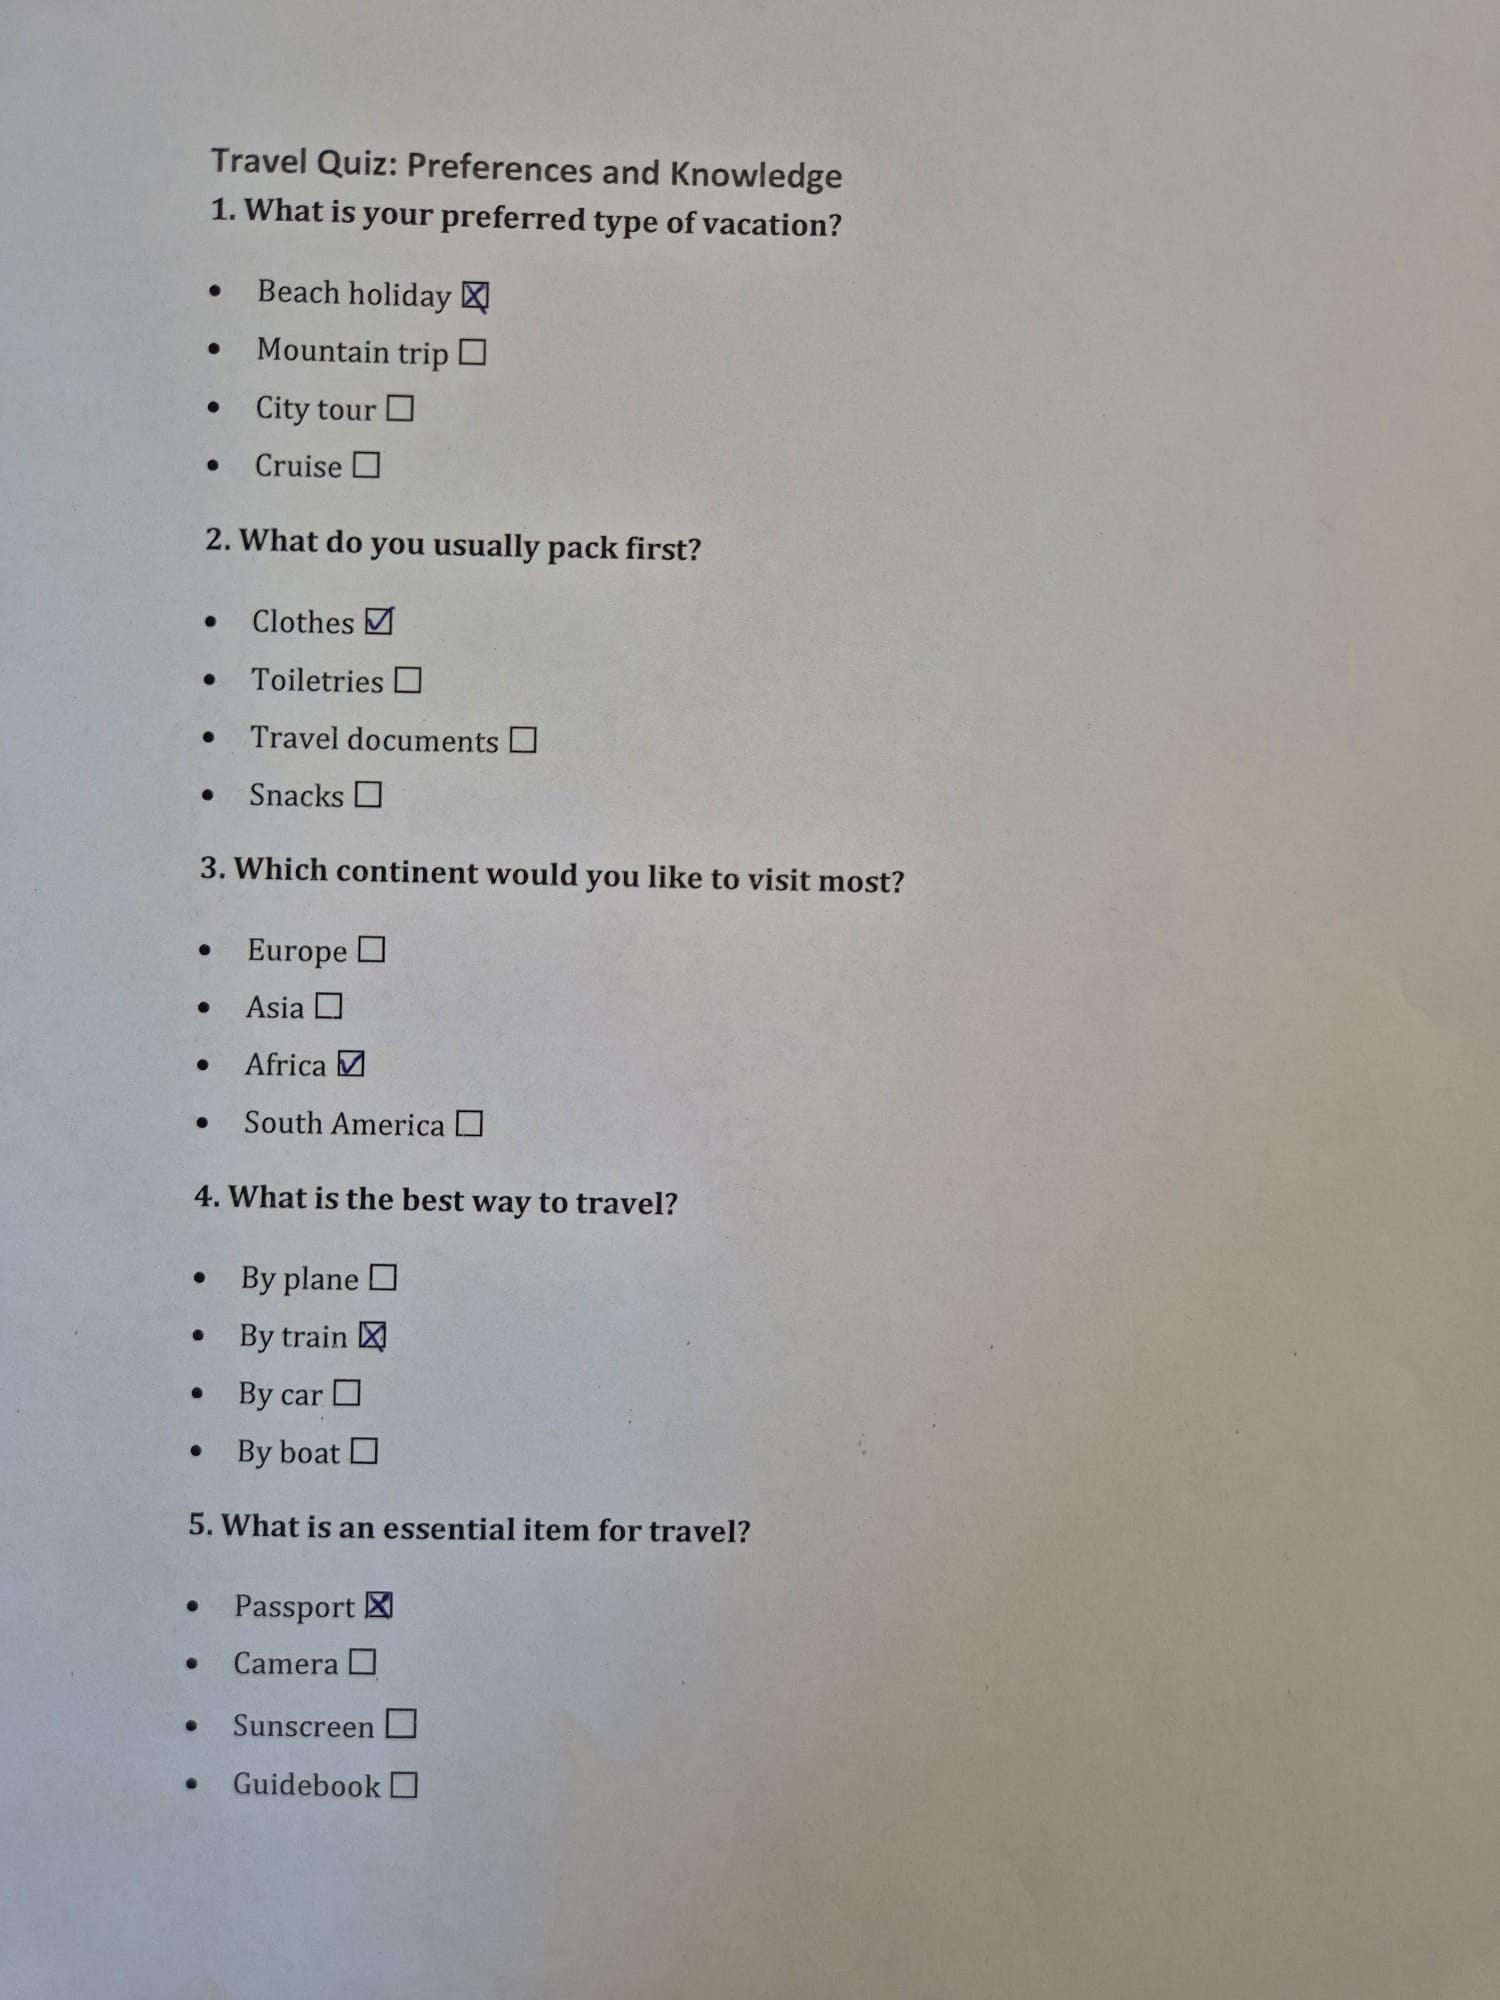 Travel Quiz: Preferences and Knowledge
1. What is your preferred type of vacation?
• Beach holiday ☒
• Mountain trip ☐
• City tour ☐
• Cruise ☐
2. What do you usually pack first?
• Clothes ☑
• Toiletries ☐
• Travel documents ☐
• Snacks ☐
3. Which continent would you like to visit most?
• Europe ☐
• Asia ☐
• Africa ☑
• South America ☐
4. What is the best way to travel?
• By plane ☐
• By train ☒
• By car ☐
• By boat ☐
5. What is an essential item for travel?
• Passport ☒
• Camera ☐
• Sunscreen ☐
• Guidebook ☐